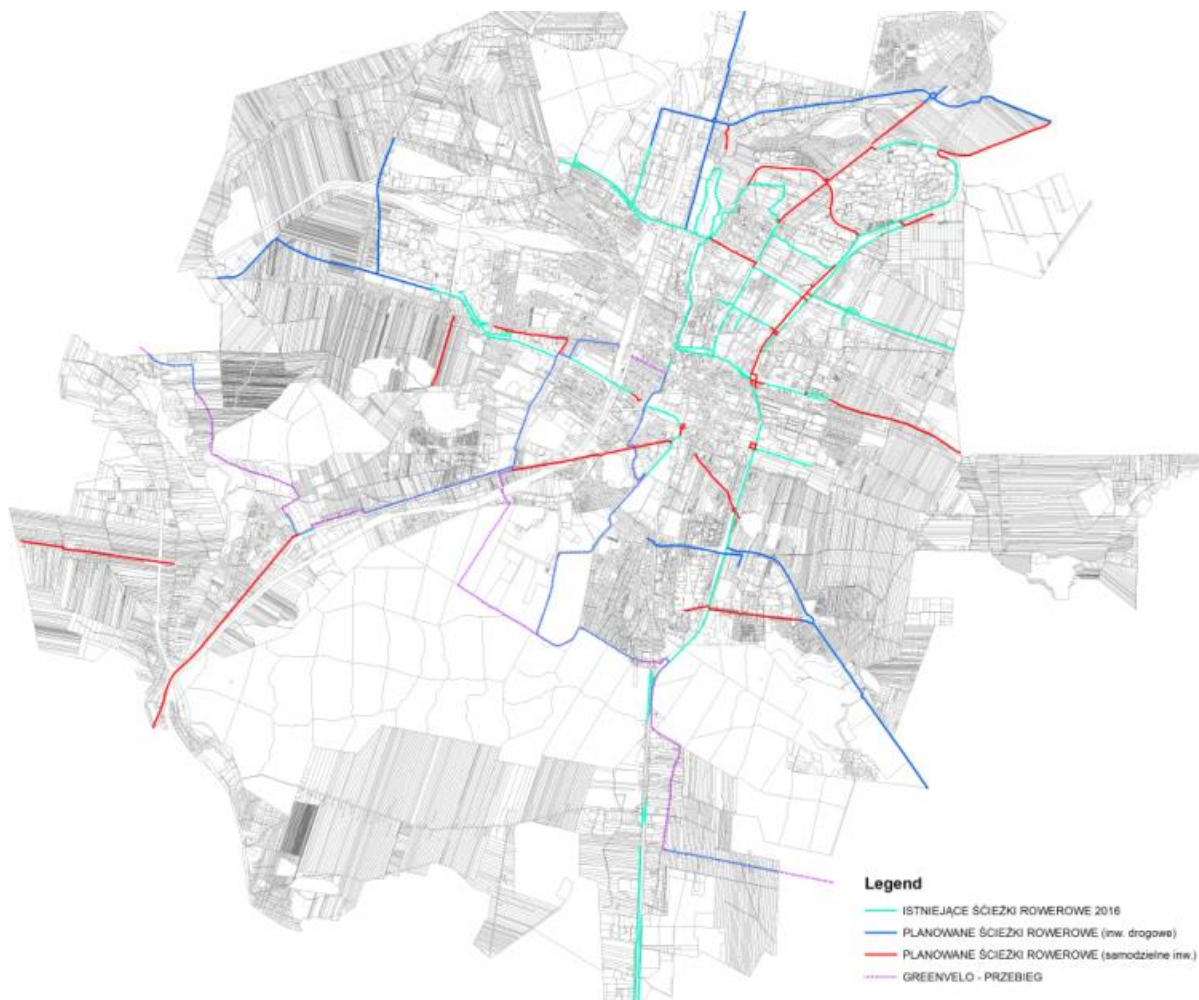 Legend
ISTNIEJĄCE ŚCIEŻKI ROWEROWE 2016
PLANOWANE ŚCIEŻKI ROWEROWE (inw. drogowe)
PLANOWANE ŚCIEŻKI ROWEROWE (samodzielne inw.)
GREENVELO - PRZEBIEG